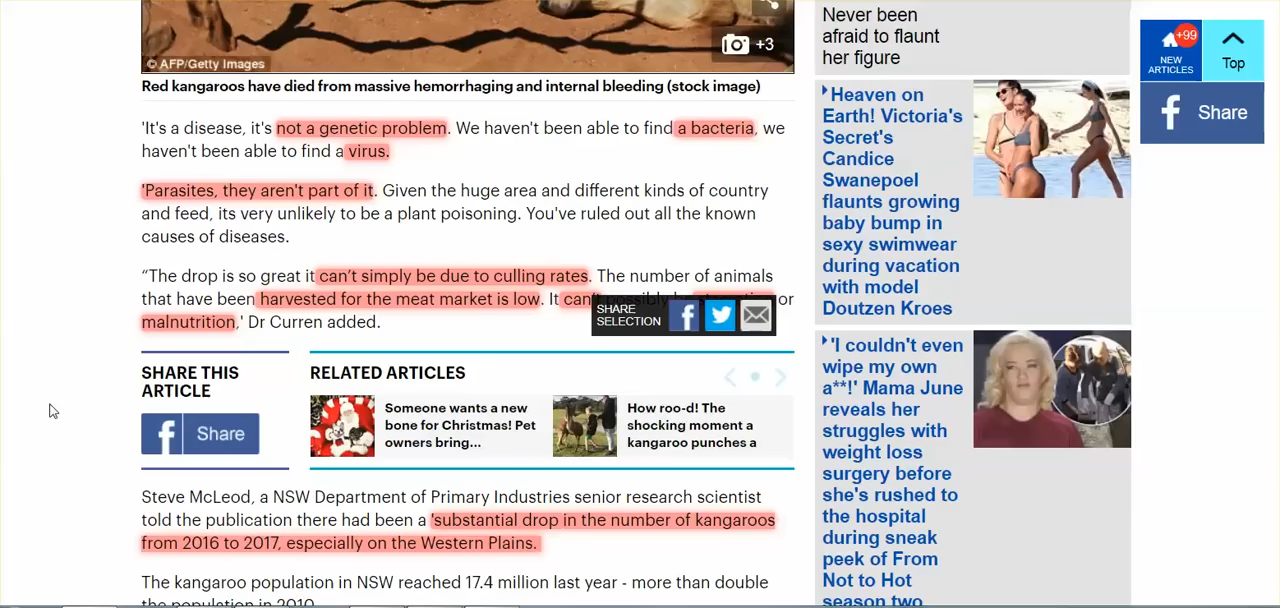 +3
© AFP/Getty Images
Red kangaroos have died from massive hemorrhaging and internal bleeding (stock image)
'It's a disease, it's not a genetic problem. We haven't been able to find a bacteria, we
haven't been able to find a virus.
'Parasites, they aren't part of it. Given the huge area and different kinds of country
and feed, its very unlikely to be a plant poisoning. You've ruled out all the known
causes of diseases.
“The drop is so great it can’t simply be due to culling rates. The number of animals
that have been harvested for the meat market is low. It can't possibly be or
malnutrition,' Dr Curren added.
SHARE
SELECTION
SHARE THIS
ARTICLE
f Share
RELATED ARTICLES
Someone wants a new
bone for Christmas! Pet
owners bring...
How roo-d! The
shocking moment a
kangaroo punches a
Steve McLeod, a NSW Department of Primary Industries senior research scientist
told the publication there had been a 'substantial drop in the number of kangaroos
from 2016 to 2017, especially on the Western Plains.
The kangaroo population in NSW reached 17.4 million last year - more than double
the population in 2010
Never been
afraid to flaunt
her figure
Heaven on
Earth! Victoria's
Secret's
Candice
Swanepoel
flaunts growing
baby bump in
sexy swimwear
during vacation
with model
Doutzen Kroes
'I couldn't even
wipe my own
a**!' Mama June
reveals her
struggles with
weight loss
surgery before
she's rushed to
the hospital
during sneak
peek of From
Not to Hot
season two
+99
NEW
ARTICLES
Top
f Share